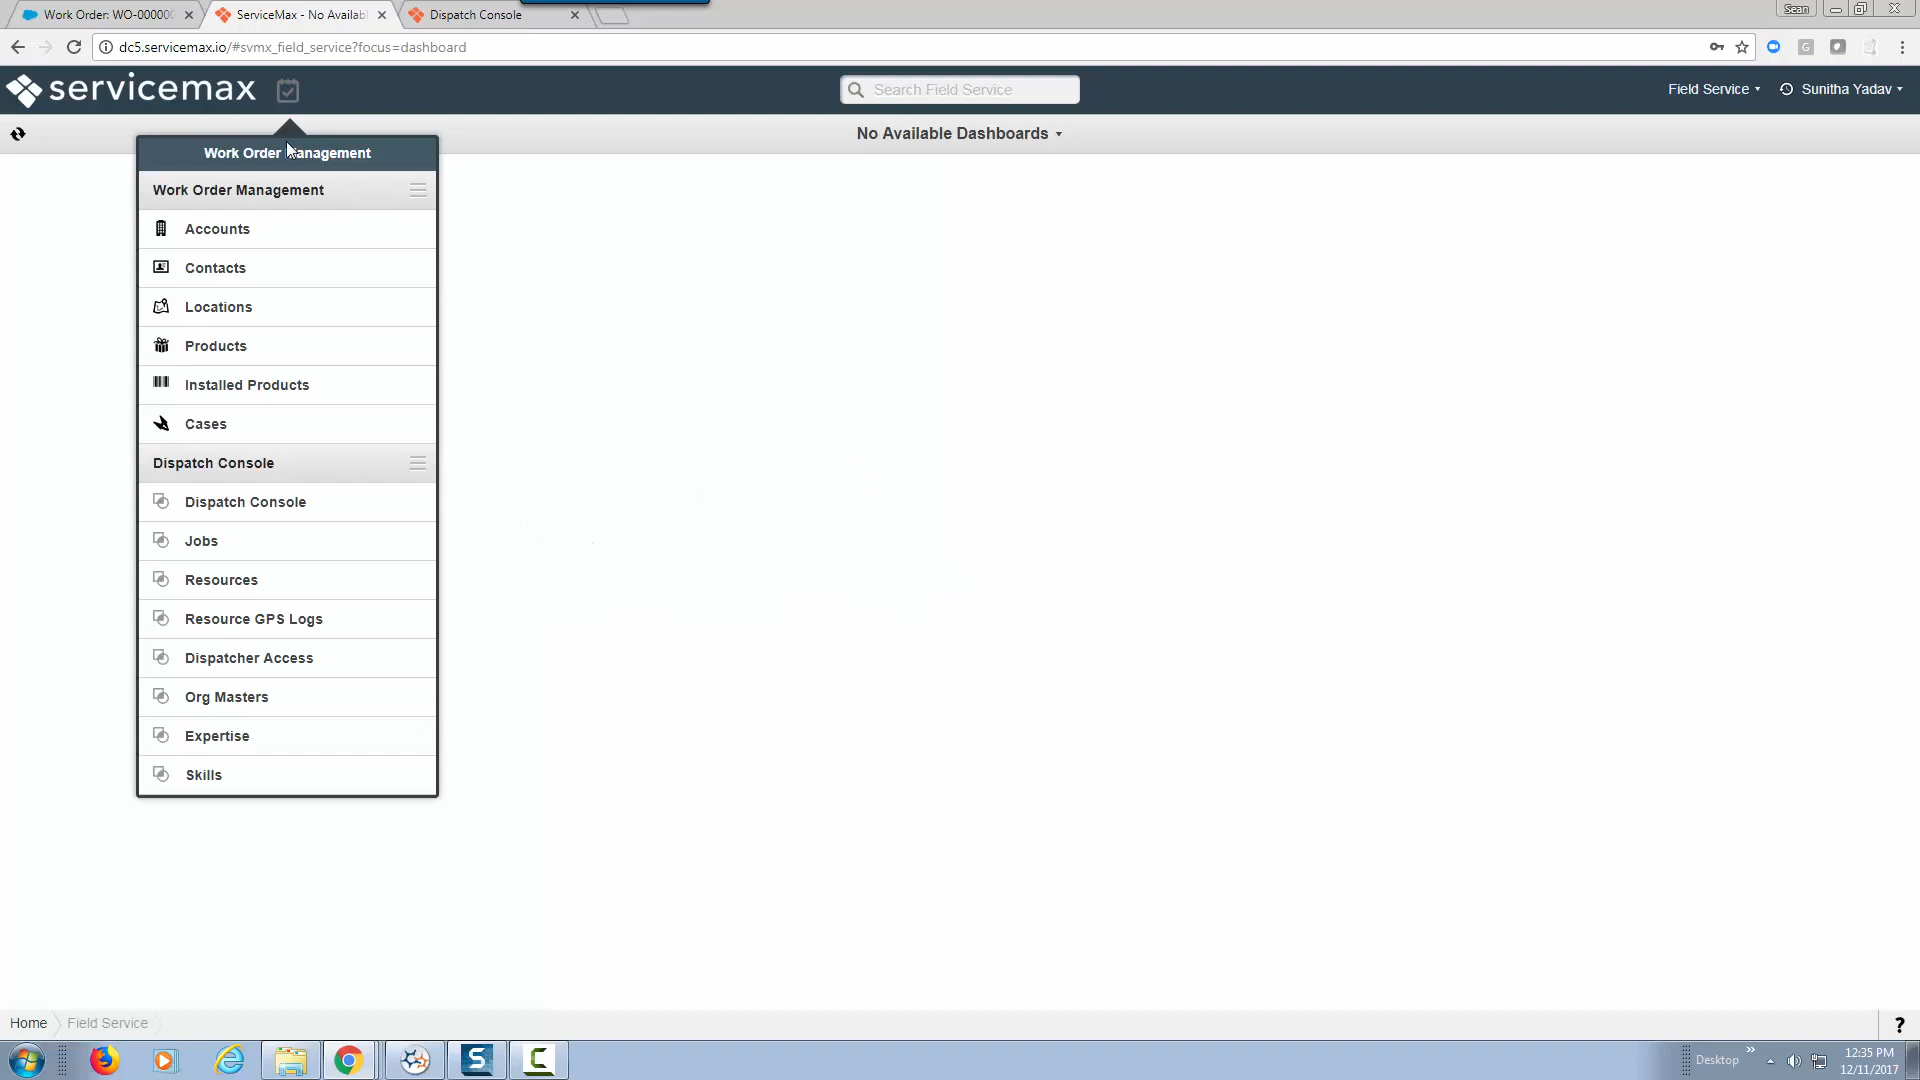 Work Order: WO-000000
ServiceMax - No Availab
Dispatch Console
Sean
dc5.servicemax.io/#svmx_field_service?focus=dashboard
servicemax
Search Field Service
Field Service
Sunitha Yadav
No Available Dashboards
Work Order Management
Work Order Management
Accounts
Contacts
Locations
Products
Installed Products
Cases
Dispatch Console
Dispatch Console
Jobs
Resources
Resource GPS Logs
Dispatcher Access
Org Masters
Expertise
Skills
Home
Field Service
?
Desktop
12:35 PM
12/11/2017